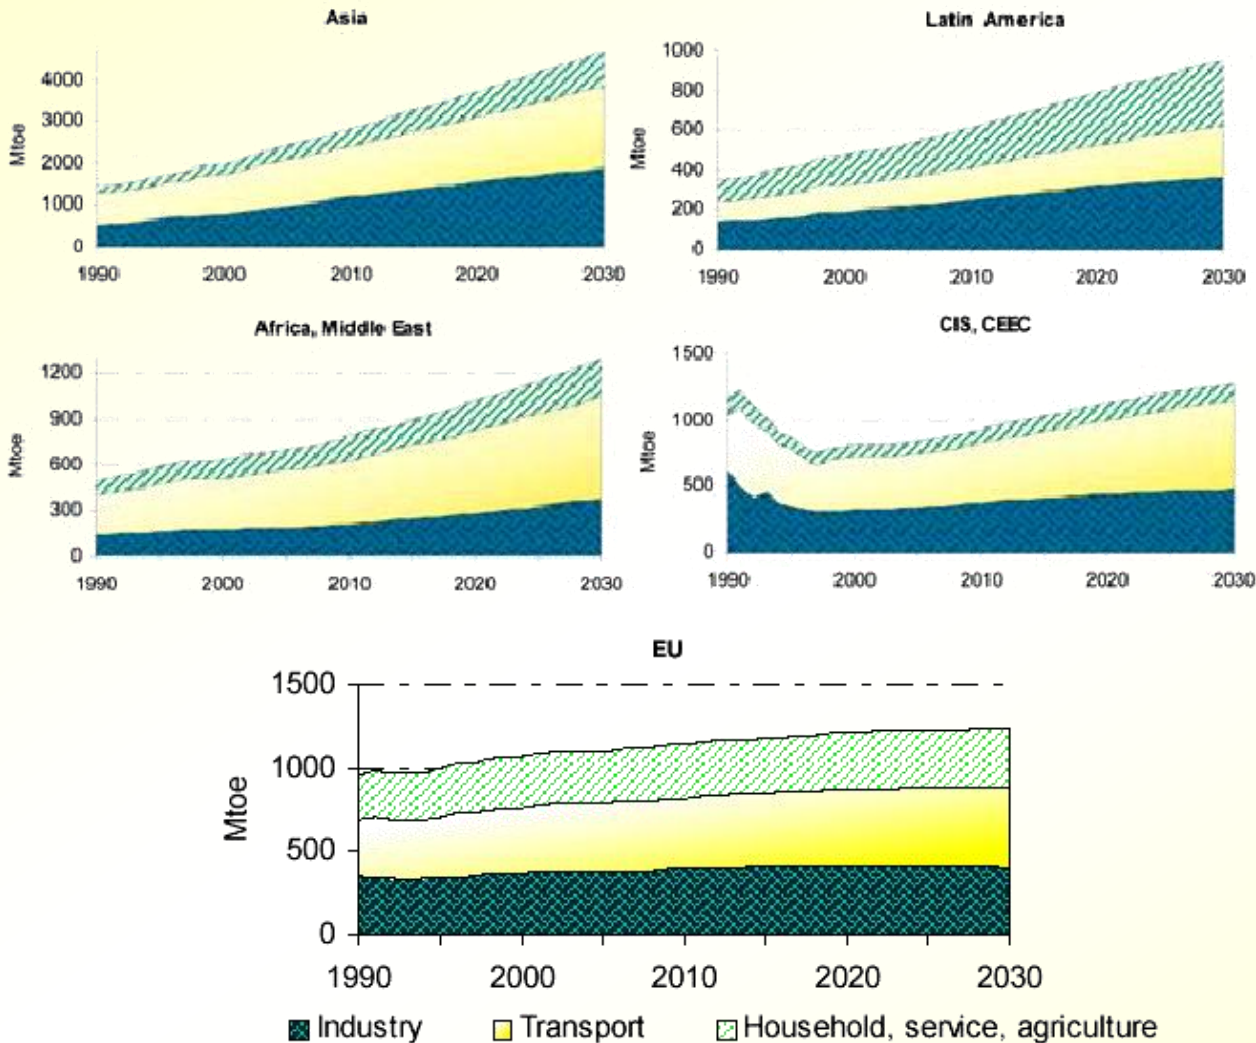 Asia
Mtoe
4000
3000
2000
1000
0
1990 2000 2010 2020 2030
Latin America
Mtoe
1000
800
600
400
200
0
1990 2000 2010 2020 2030
Africa, Middle East
Mtoe
1200
900
600
300
0
1990 2000 2010 2020 2030
CIS, CEEC
Mtoe
1500
1000
500
0
1990 2000 2010 2020 2030
EU
Mtoe
1500
1000
500
0
1990 2000 2010 2020 2030
Industry Transport Household, service, agriculture